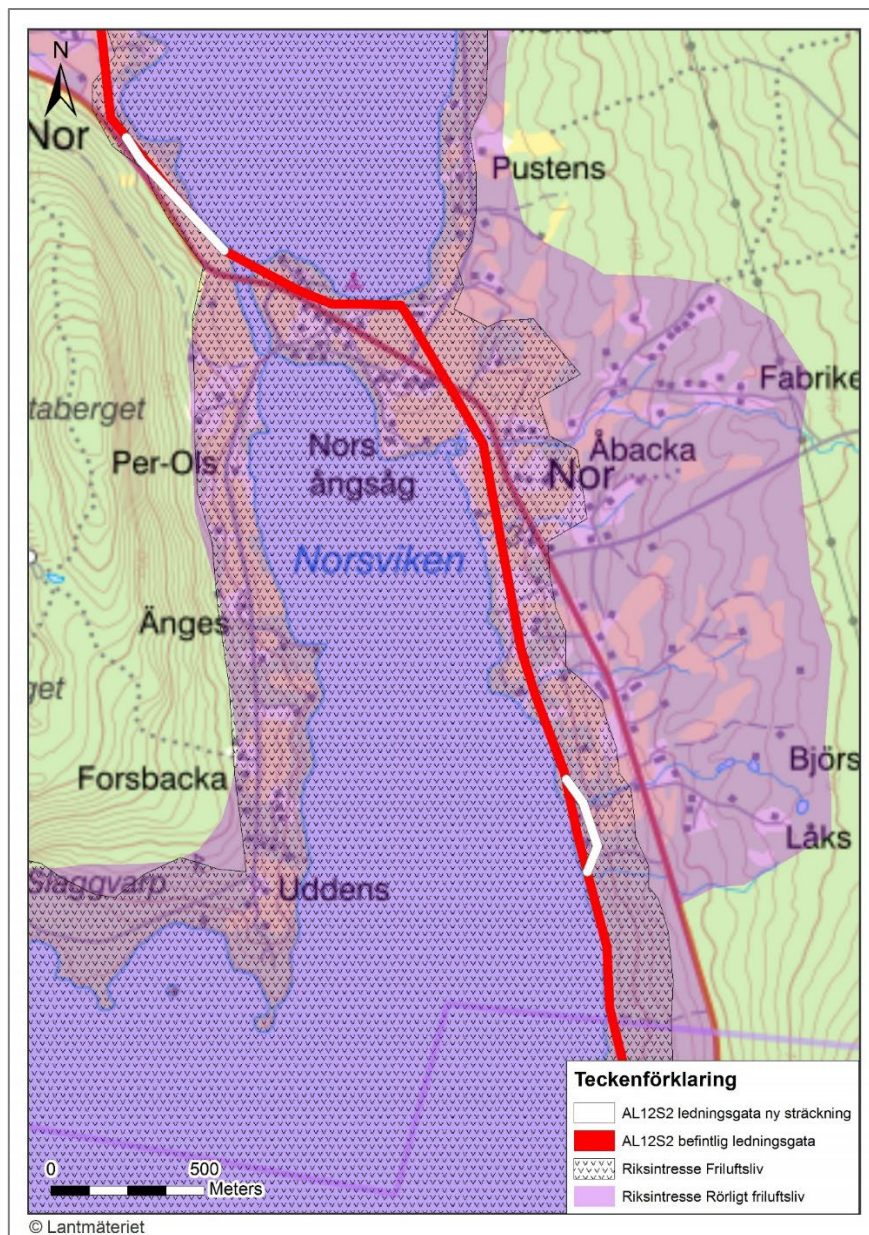 N
Nor
Pustens
Fabrike
taberget
Per-Ols
Nors
ångsåg
Åbacka
Nor
Norsviken
Änges
get
Forsbacka
Björs
Låks
Slaggvarp
Uddens
Teckenförklaring
AL12S2 ledningsgata ny sträckning
AL12S2 befintlig ledningsgata
Riksintresse Friluftsliv
Riksintresse Rörligt friluftsliv
0 500
Meters
© Lantmäteriet